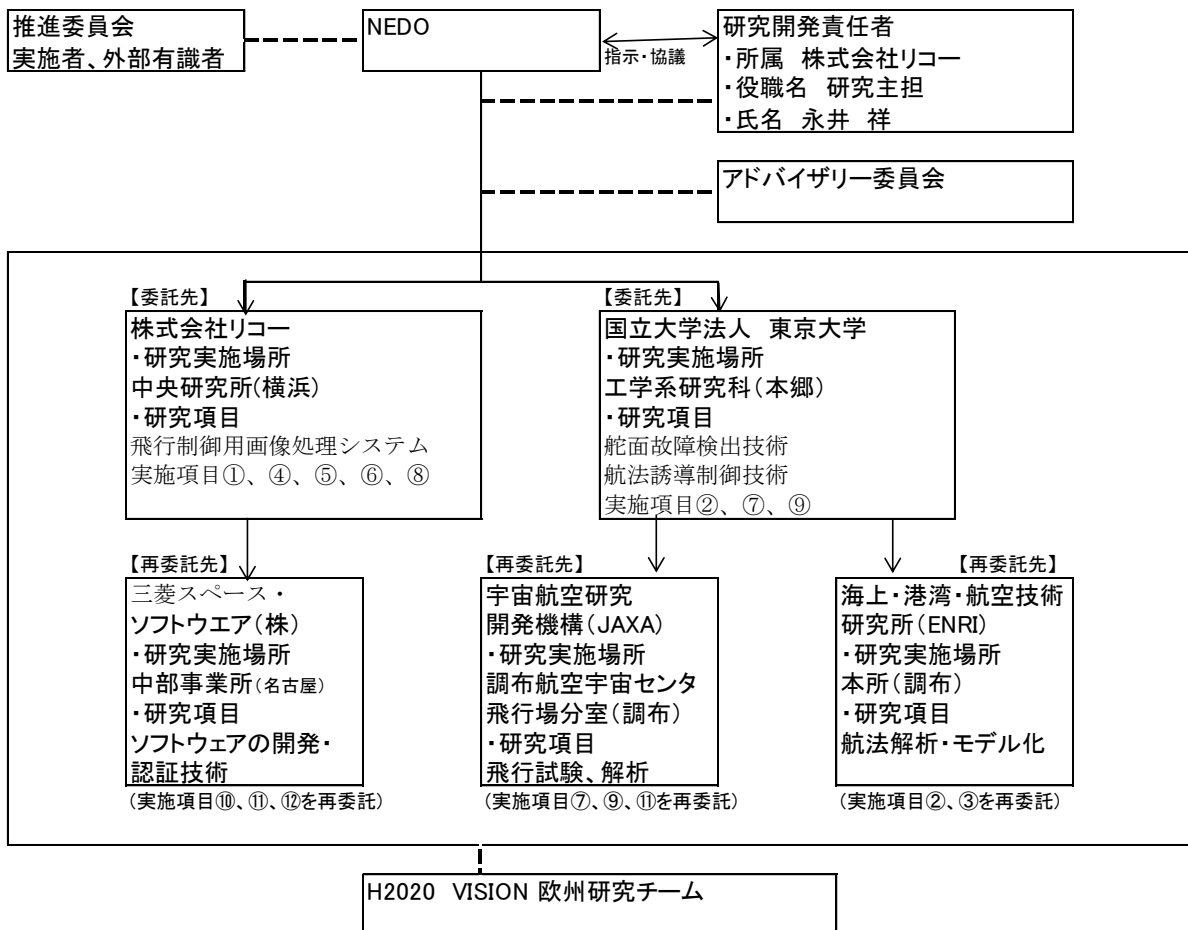 推進委員会
実施者、外部有識者
NEDO
指示・協議
研究開発責任者
・所属 株式会社リコー
・役職名 研究主担
・氏名 永井 祥
アドバイザリー委員会
【委託先】
株式会社リコー
・研究実施場所
中央研究所(横浜)
・研究項目
飛行制御用画像処理システム
実施項目①、④、⑤、⑥、⑧
【委託先】
国立大学法人 東京大学
・研究実施場所
工学系研究科(本郷)
・研究項目
舵面故障検出技術
航法誘導制御技術
実施項目②、⑦、⑨
【再委託先】
三菱スペース・
ソフトウエア(株)
・研究実施場所
中部事業所(名古屋)
・研究項目
ソフトウェアの開発・
認証技術
(実施項目⑩、⑪、⑫を再委託)
【再委託先】
宇宙航空研究
開発機構(JAXA)
・研究実施場所
調布航空宇宙センタ
飛行場分室(調布)
・研究項目
飛行試験、解析
(実施項目⑦、⑨、⑪を再委託)
【再委託先】
海上・港湾・航空技術
研究所(ENRI)
・研究実施場所
本所(調布)
・研究項目
航法解析・モデル化
(実施項目②、③を再委託)
H2020 VISION 欧州研究チーム